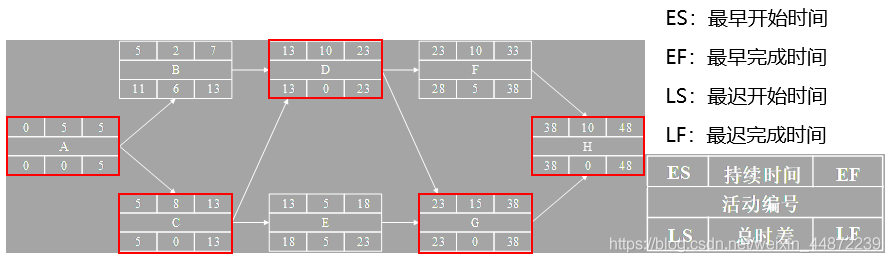 ES：最早开始时间
EF：最早完成时间
LS：最迟开始时间
LF：最迟完成时间
5 2 7
B
11 6 13
13 10 23
D
13 0 23
23 10 33
F
28 5 38
0 5 5
A
0 0 5
38 10 48
H
38 0 48
5 8 13
C
5 0 13
13 5 18
E
18 5 23
23 15 38
G
23 0 38
ES 持续时间 EF
活动编号
LS 总时差 LF
https://blog.csdn.net/weixin_44872239